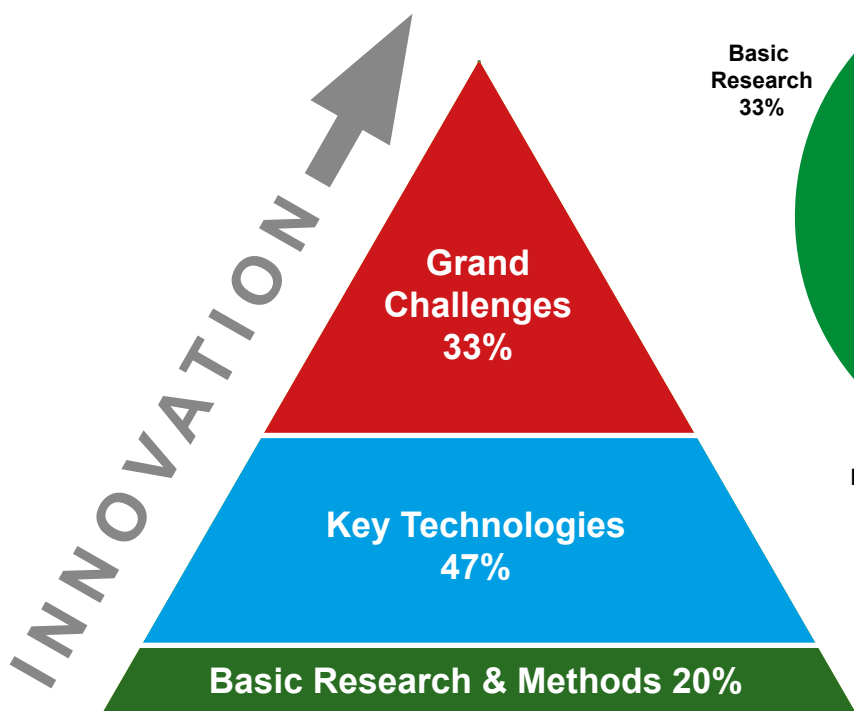 INNOVATION
Grand
Challenges
33%
Key Technologies
47%
Basic Research & Methods 20%
Basic
Research
33%